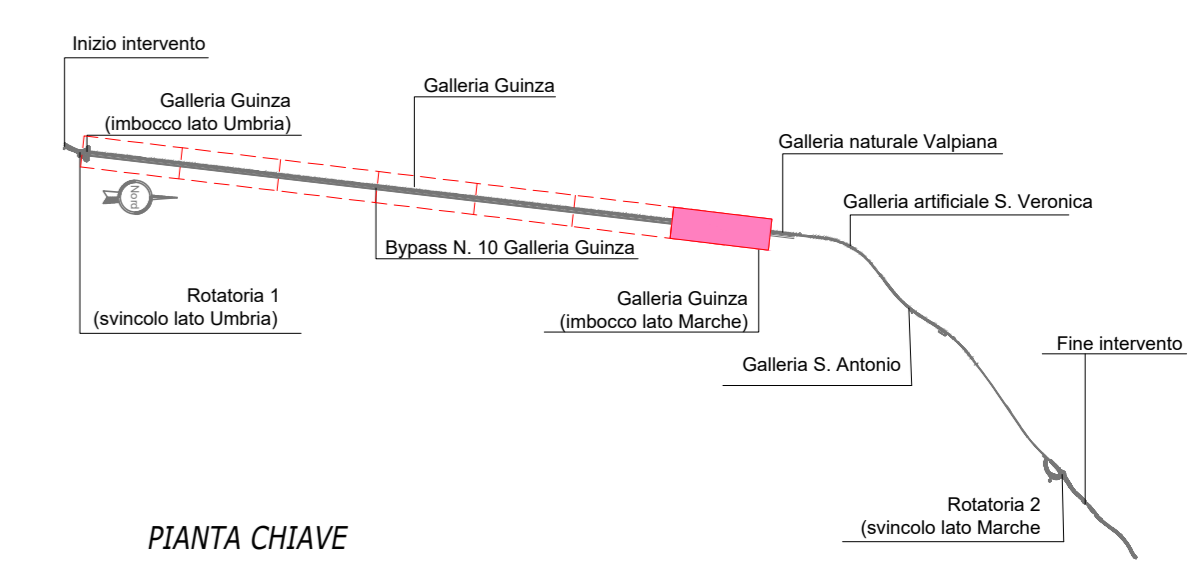 Inizio intervento
Galleria Guinza
(imbocco lato Umbria)
Galleria Guinza
Galleria naturale Valpiana
Galleria artificiale S. Veronica
Nord
Bypass N. 10 Galleria Guinza
Rotatoria 1
(svincolo lato Umbria)
Galleria Guinza
(imbocco lato Marche)
Galleria S. Antonio
Fine intervento
Rotatoria 2
(svincolo lato Marche
PIANTA CHIAVE